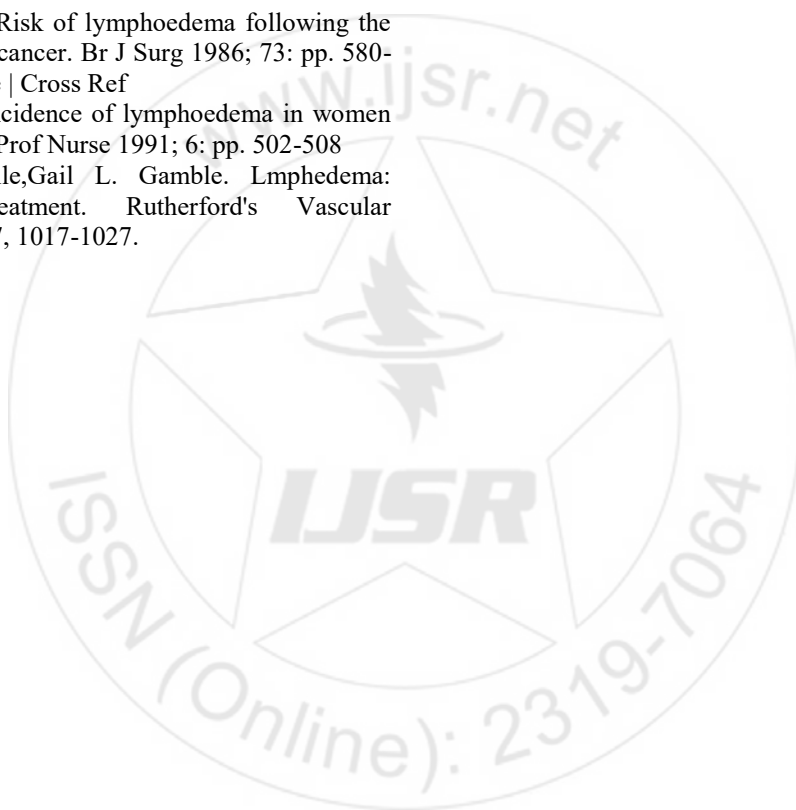 Risk of lymphoedema following the
cancer. Br J Surg 1986; 73: pp. 580-
| Cross Ref
cidence of lymphoedema in women
Prof Nurse 1991; 6: pp. 502-508
le,Gail L. Gamble. Lmphedema:
eatment. Rutherford's Vascular
, 1017-1027.
www.ijsr.net
IJSR
ISSN (Online): 2319-7064